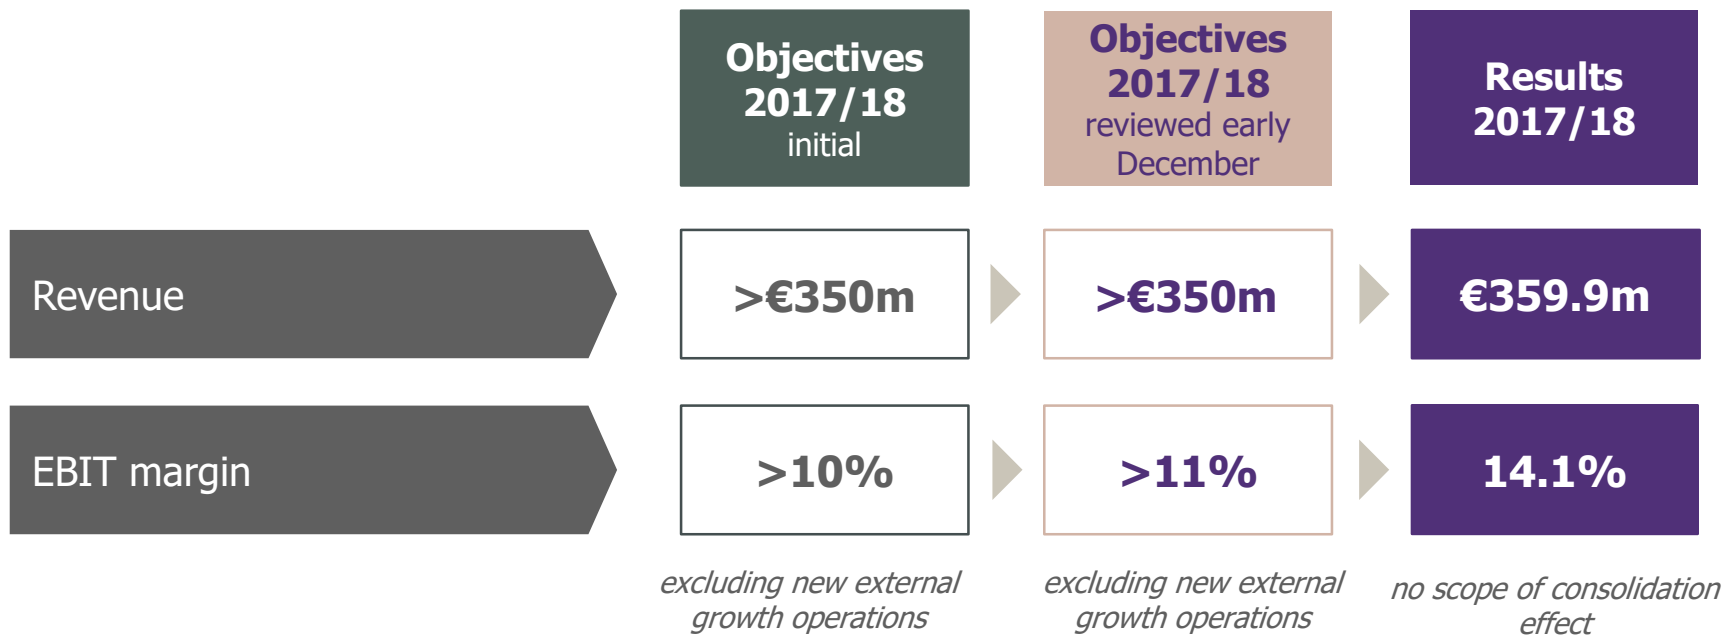 Objectives
2017/18
initial
Objectives
2017/18
reviewed early
December
Results
2017/18
Revenue
>€350m
>€350m
€359.9m
EBIT margin
>10%
>11%
14.1%
excluding new external
growth operations
excluding new external
growth operations
no scope of consolidation
effect